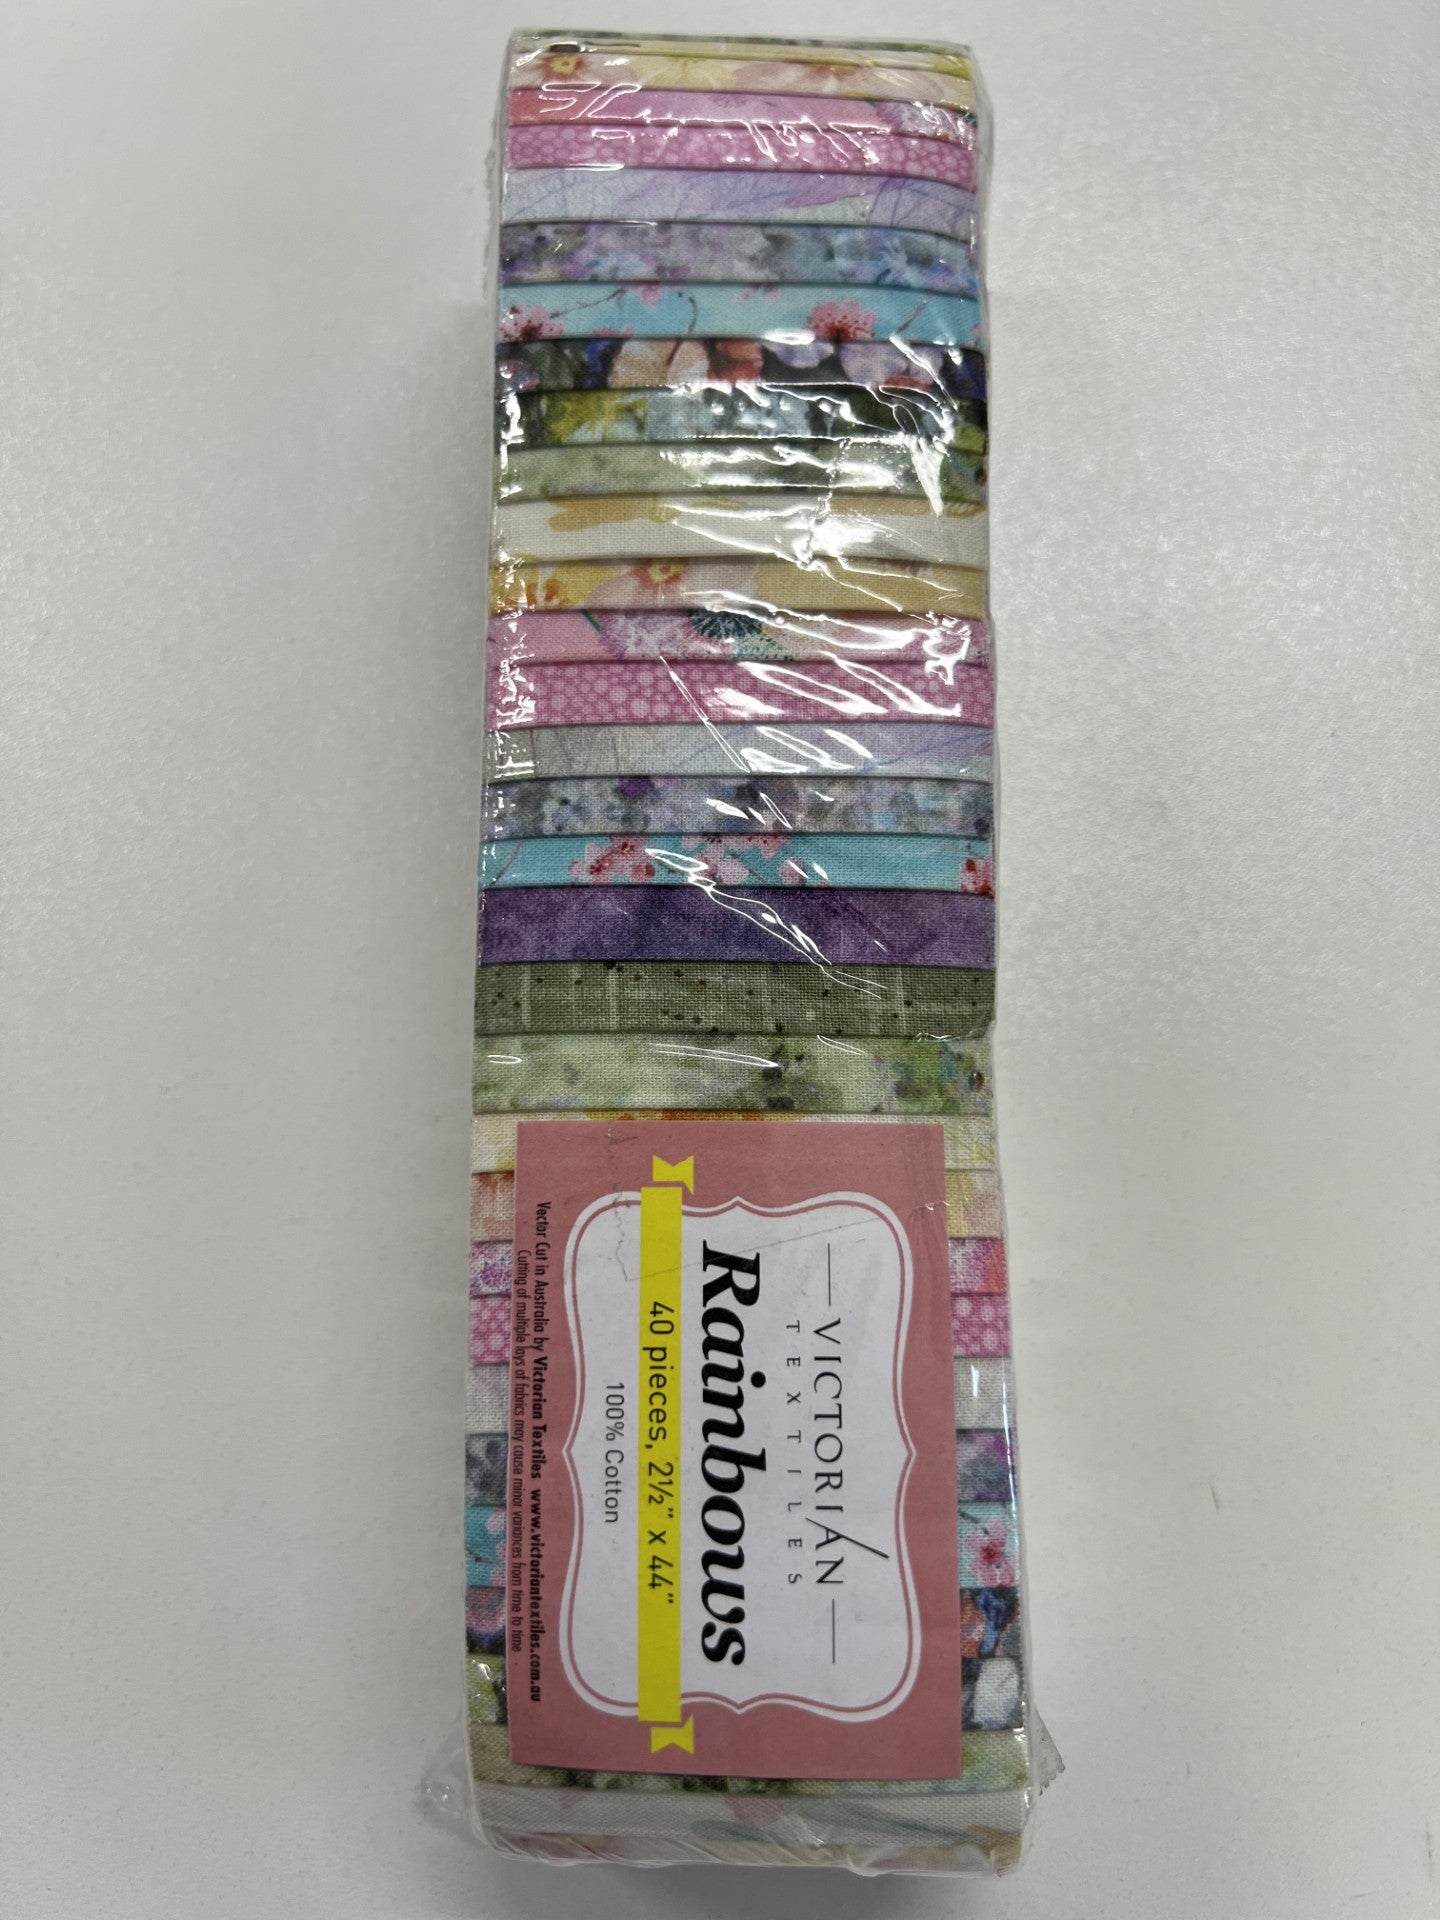 VICTORIAN
TEXTILES
Rainbows
40 pieces, 2½" x 44"
100% Cotton
Vector Cut in Australia by Victorian Textiles www.victoriantextiles.com.au
Cutting of multiple lays of fabrics may cause minor variances from time to time